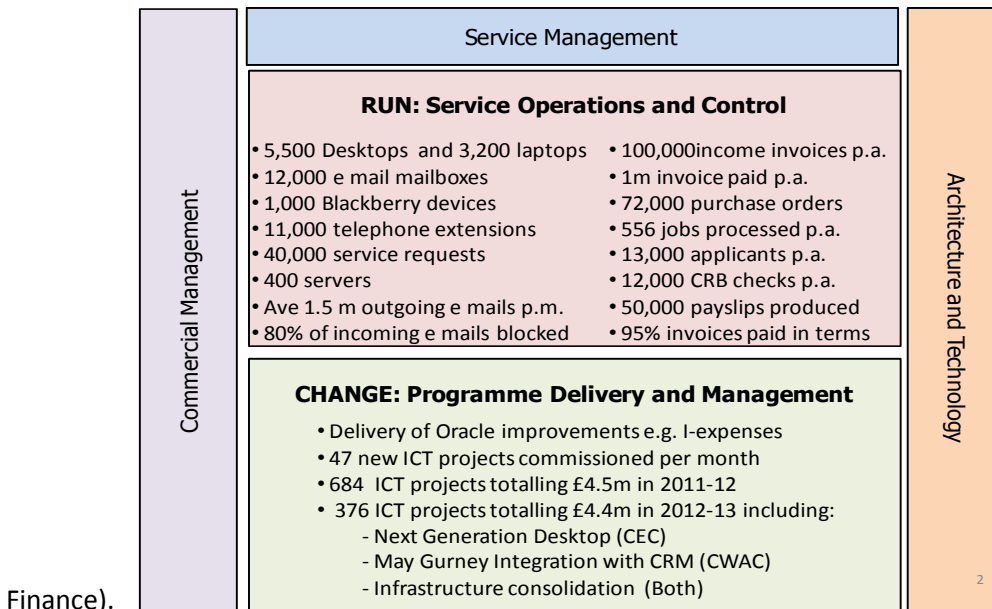 Commercial Management
Service Management
RUN: Service Operations and Control
• 5,500 Desktops and 3,200 laptops
• 12,000 e mail mailboxes
• 1,000 Blackberry devices
• 11,000 telephone extensions
• 40,000 service requests
• 400 servers
• Ave 1.5 m outgoing e mails p.m.
• 80% of incoming e mails blocked
• 100,000income invoices p.a.
• 1m invoice paid p.a.
• 72,000 purchase orders
• 556 jobs processed p.a.
• 13,000 applicants p.a.
• 12,000 CRB checks p.a.
• 50,000 payslips produced
• 95% invoices paid in terms
CHANGE: Programme Delivery and Management
• Delivery of Oracle improvements e.g. I-expenses
• 47 new ICT projects commissioned per month
• 684 ICT projects totalling £4.5m in 2011-12
• 376 ICT projects totalling £4.4m in 2012-13 including:
- Next Generation Desktop (CEC)
- May Gurney Integration with CRM (CWAC)
- Infrastructure consolidation (Both)
Architecture and Technology
2
Finance).